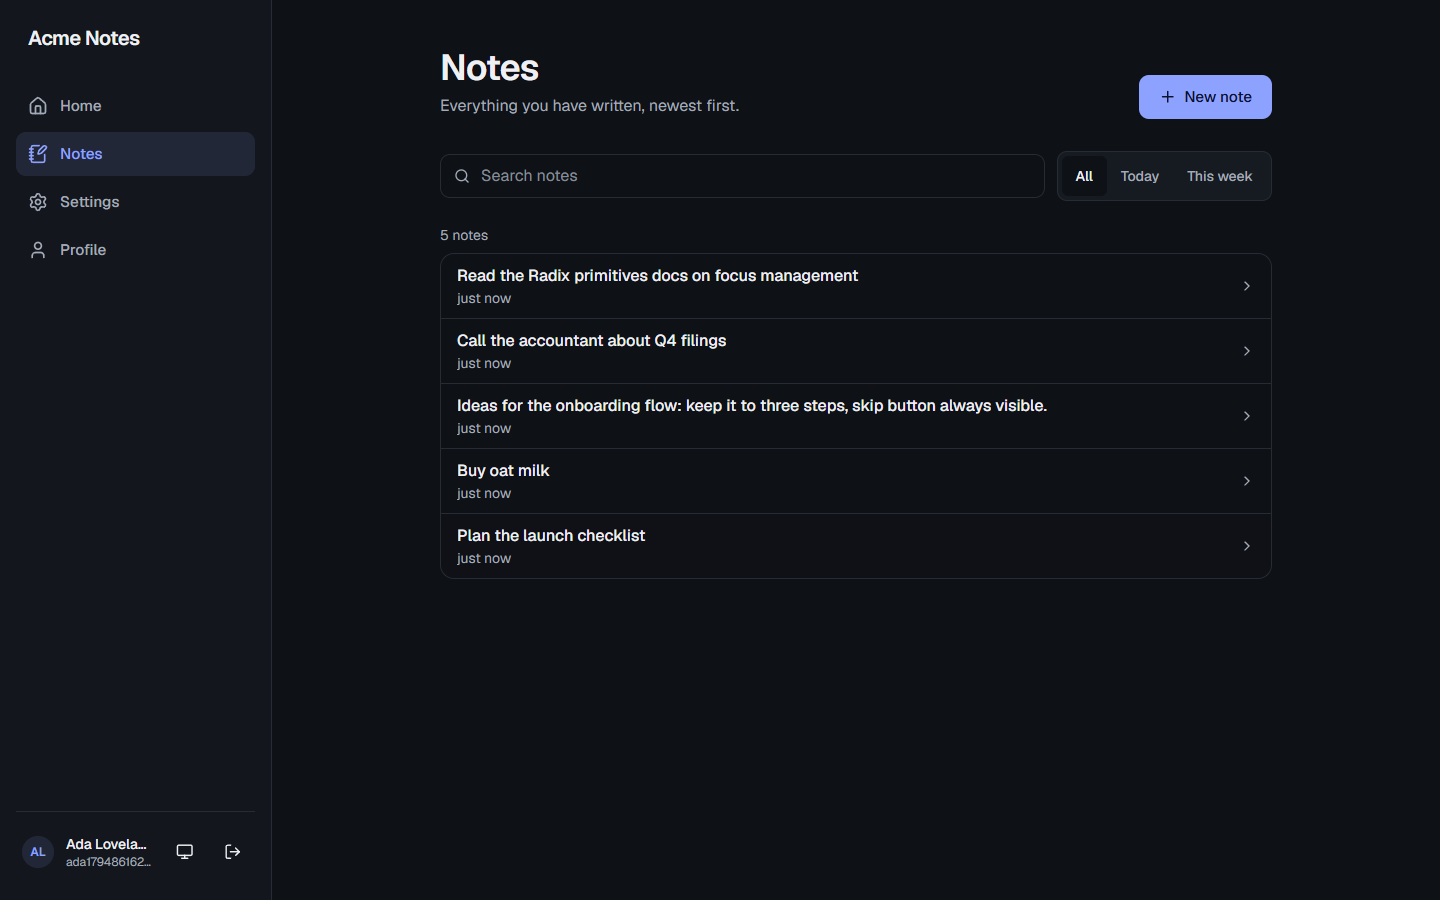 Acme Notes
Home
Notes
Settings
Profile
AL
Ada Lovela...
ada179486162...
Notes
Everything you have written, newest first.
New note
Search notes
All
Today
This week
5 notes
Read the Radix primitives docs on focus management
just now
Call the accountant about Q4 filings
just now
Ideas for the onboarding flow: keep it to three steps, skip button always visible.
just now
Buy oat milk
just now
Plan the launch checklist
just now